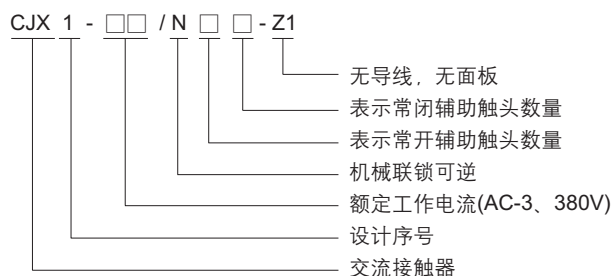 CJX 1 - □□ / N □ □ - Z1
无导线，无面板
表示常闭辅助触头数量
表示常开辅助触头数量
机械联锁可逆
额定工作电流(AC-3、380V)
设计序号
交流接触器